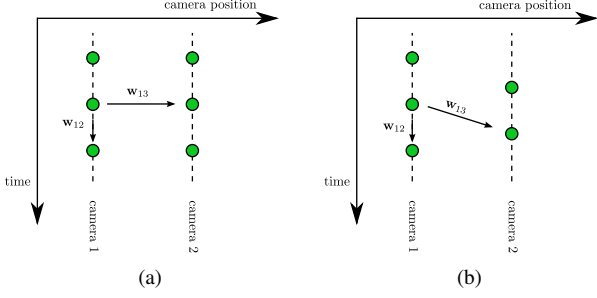 camera position
w13
w12
time
camera 1
camera 2
(a)
camera position
w13
w12
time
camera 1
camera 2
(b)